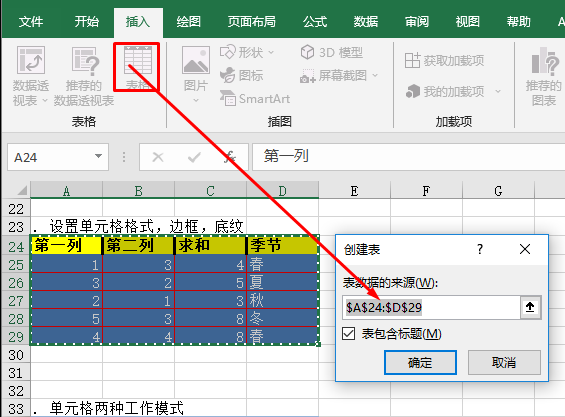 文件 开始 插入 绘图 页面布局 公式 数据 审阅 视图 帮助 A
数据透视表 推荐的数据透视表 表格 图片 形状 图标 SmartArt 3D 模型 屏幕截图 获取加载项 我的加载项 推荐的图表
表格 插图 加载项
A24 fx 第一列
A B C D E F G
22
23 . 设置单元格格式，边框，底纹
24 第一列 第二列 求和 季节
25 1 3 4 春
26 3 2 5 夏
27 2 1 3 秋
28 5 3 8 冬
29 4 4 8 春
30
31
32
33 . 单元格两种工作模式
创建表 ? ×
表数据的来源(W):
$A$24:$D$29
表包含标题(M)
确定 取消